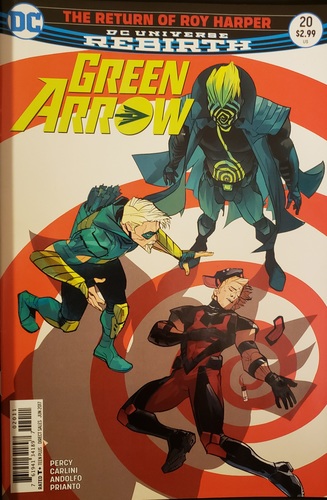 DC
THE RETURN OF ROY HARPER
DC UNIVERSE
REBIRTH
20
$2.99
GREEN
ARROW
PERCY
CARLINI
ANDOLFO
PRIANTO